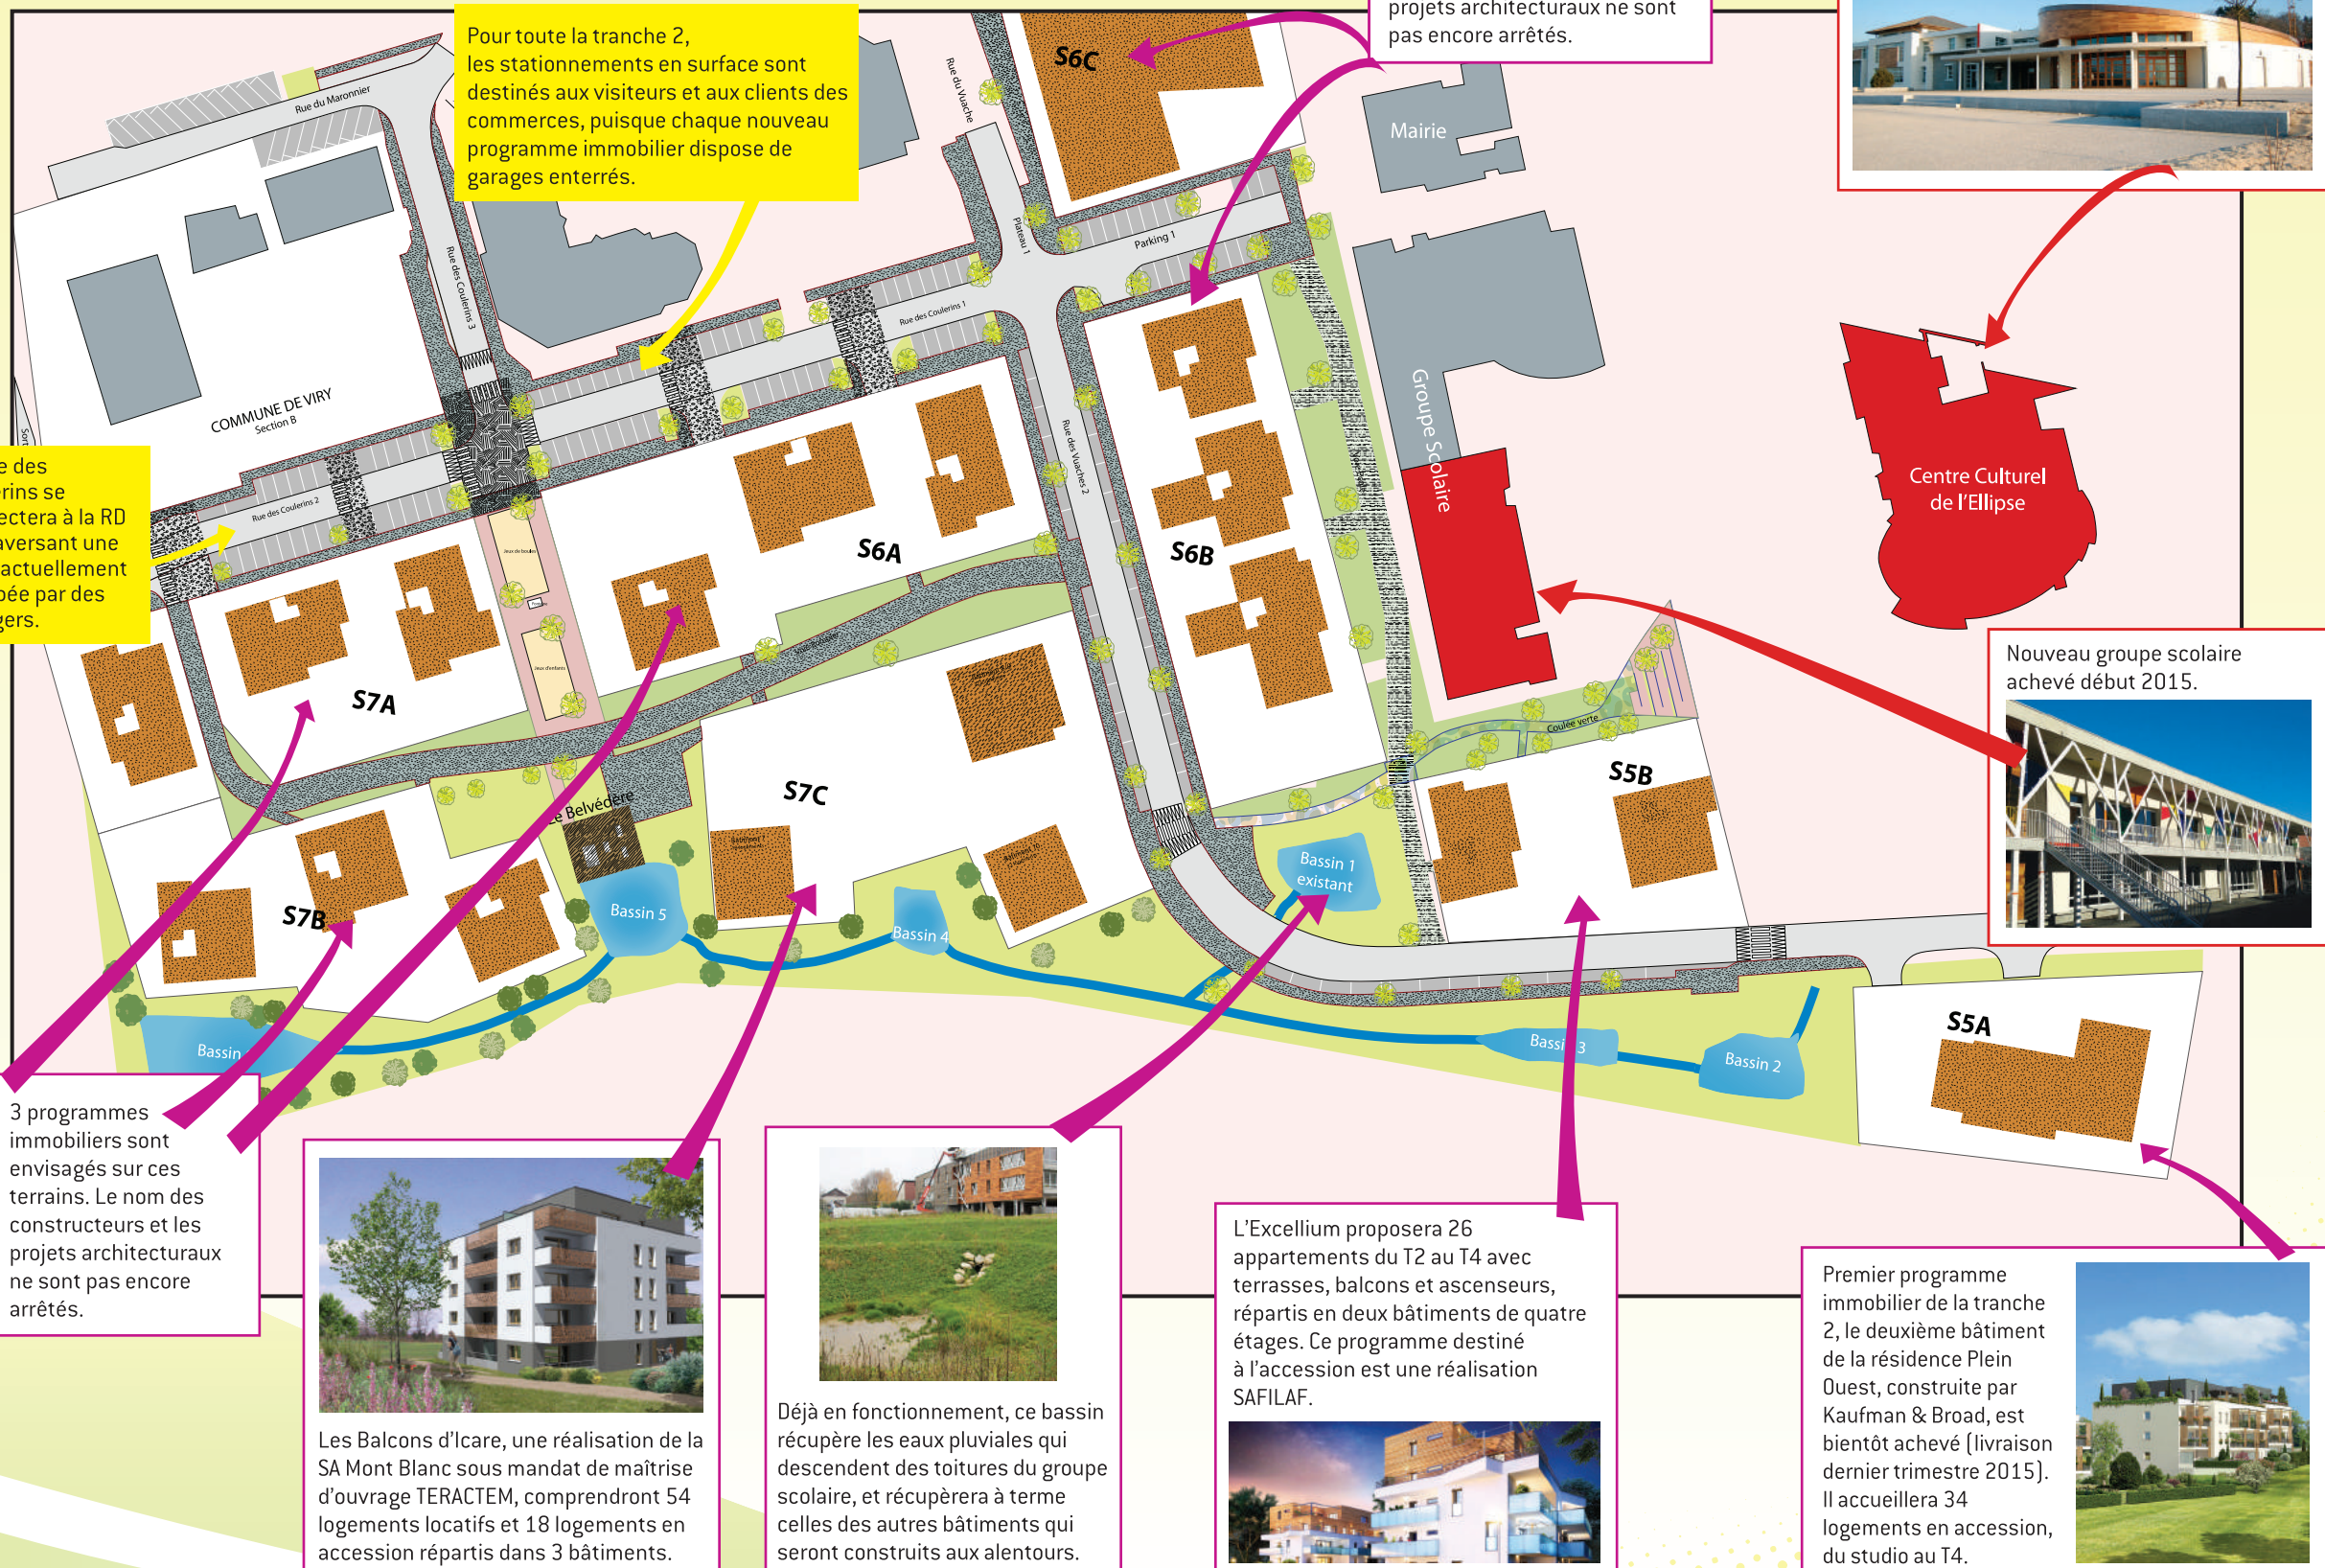 projets architecturaux ne sont
pas encore arrêtés.
Pour toute la tranche 2,
les stationnements en surface sont
destinés aux visiteurs et aux clients des
commerces, puisque chaque nouveau
programme immobilier dispose de
garages enterrés.
Rue du Maronnier
Rue du Vuache
S6C
Mairie
Plateau 1
Parking 1
Rue des Coulerins 3
Rue des Coulerins 1
COMMUNE DE VIRY
Section B
Groupe Scolaire
Rue des Vuaches 2
Centre Culturel
de l'Ellipse
e des
erins se
ectera à la RD
aversant une
actuellement
pée par des
gers.
Rue des Coulerins 2
Jeux de boules
Jeux d'enfants
S6A
S6B
S7A
Nouveau groupe scolaire
achevé début 2015.
Coulée verte
S5B
S7C
Le Belvédère
S7B
Bassin 5
Bassin 4
Bassin 1
existant
Bassin
Bassin 3
Bassin 2
S5A
3 programmes
immobiliers sont
envisagés sur ces
terrains. Le nom des
constructeurs et les
projets architecturaux
ne sont pas encore
arrêtés.
Les Balcons d'Icare, une réalisation de la
SA Mont Blanc sous mandat de maîtrise
d'ouvrage TERACTEM, comprendront 54
logements locatifs et 18 logements en
accession répartis dans 3 bâtiments.
Déjà en fonctionnement, ce bassin
récupère les eaux pluviales qui
descendent des toitures du groupe
scolaire, et récupèrera à terme
celles des autres bâtiments qui
seront construits aux alentours.
L'Excellium proposera 26
appartements du T2 au T4 avec
terrasses, balcons et ascenseurs,
répartis en deux bâtiments de quatre
étages. Ce programme destiné
à l'accession est une réalisation
SAFILAF.
Premier programme
immobilier de la tranche
2, le deuxième bâtiment
de la résidence Plein
Ouest, construite par
Kaufman & Broad, est
bientôt achevé (livraison
dernier trimestre 2015).
Il accueillera 34
logements en accession,
du studio au T4.